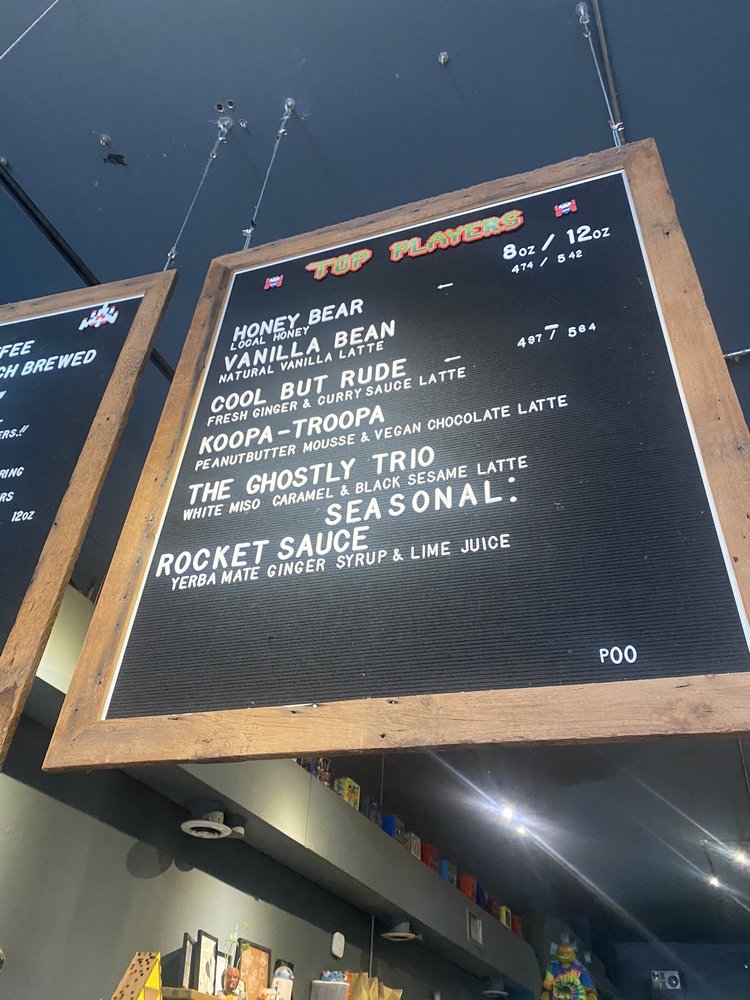 FFEE
CH BREWED
ERS.!!
RING
RS
12OZ
TOP PLAYERS
8OZ / 12OZ
474 / 542
HONEY BEAR
LOCAL HONEY
VANILLA BEAN
NATURAL VANILLA LATTE
497 / 564
COOL BUT RUDE
FRESH GINGER & CURRY SAUCE LATTE
KOOPA-TROOPA
PEANUTBUTTER MOUSSE & VEGAN CHOCOLATE LATTE
THE GHOSTLY TRIO
WHITE MISO CARAMEL & BLACK SESAME LATTE
SEASONAL:
ROCKET SAUCE
YERBA MATE GINGER SYRUP & LIME JUICE
POO